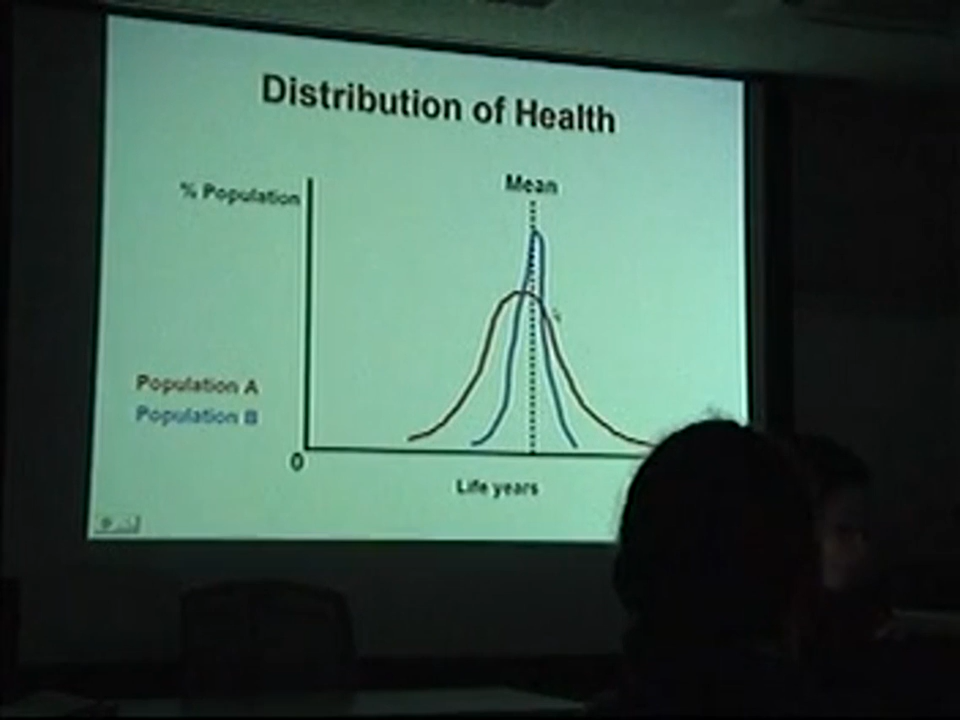 Distribution of Health
Mean
% Population
Population A
Population B
0
Life years